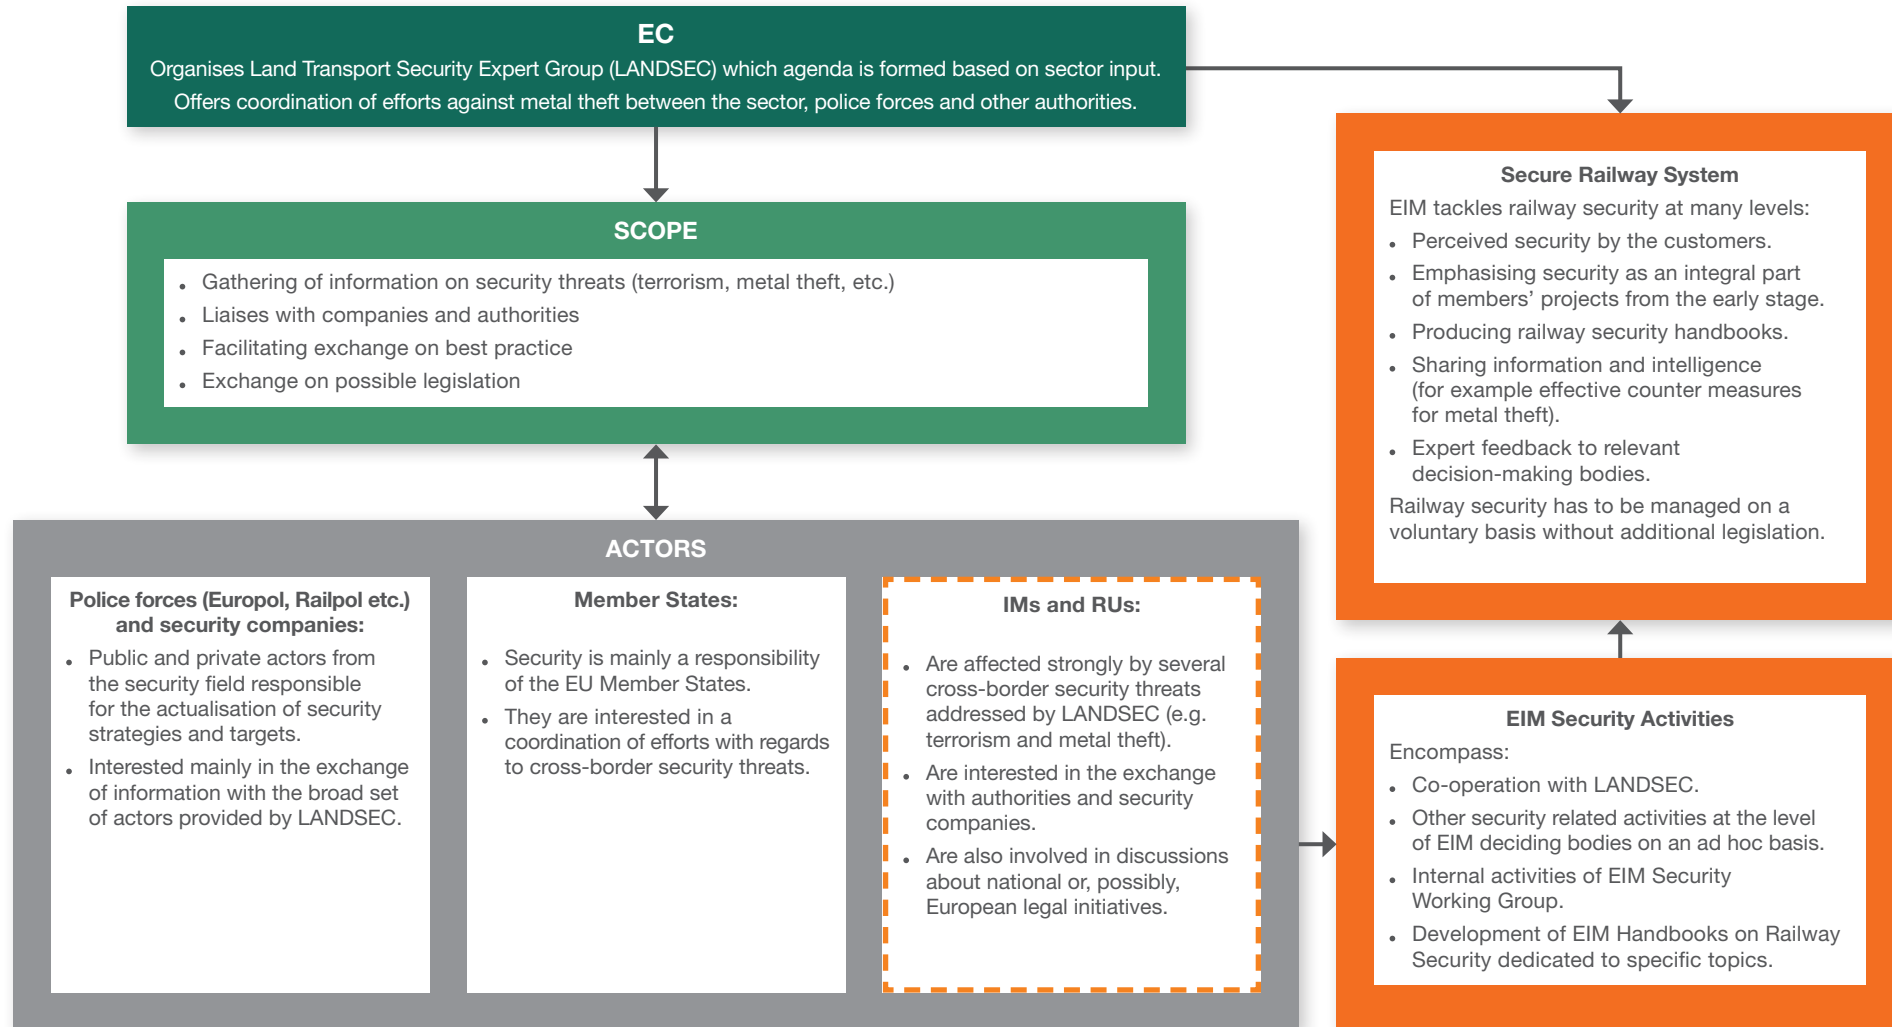 EC
Organises Land Transport Security Expert Group (LANDSEC) which agenda is formed based on sector input.
Offers coordination of efforts against metal theft between the sector, police forces and other authorities.
SCOPE
• Gathering of information on security threats (terrorism, metal theft, etc.)
• Liaises with companies and authorities
• Facilitating exchange on best practice
• Exchange on possible legislation
ACTORS
Police forces (Europol, Railpol etc.)
and security companies:
• Public and private actors from
the security field responsible
for the actualisation of security
strategies and targets.
• Interested mainly in the exchange
of information with the broad set
of actors provided by LANDSEC.
Member States:
• Security is mainly a responsibility
of the EU Member States.
• They are interested in a
coordination of efforts with regards
to cross-border security threats.
IMs and RUs:
• Are affected strongly by several
cross-border security threats
addressed by LANDSEC (e.g.
terrorism and metal theft).
• Are interested in the exchange
with authorities and security
companies.
• Are also involved in discussions
about national or, possibly,
European legal initiatives.
Secure Railway System
EIM tackles railway security at many levels:
• Perceived security by the customers.
• Emphasising security as an integral part
of members’ projects from the early stage.
• Producing railway security handbooks.
• Sharing information and intelligence
(for example effective counter measures
for metal theft).
• Expert feedback to relevant
decision-making bodies.
Railway security has to be managed on a
voluntary basis without additional legislation.
EIM Security Activities
Encompass:
• Co-operation with LANDSEC.
• Other security related activities at the level
of EIM deciding bodies on an ad hoc basis.
• Internal activities of EIM Security
Working Group.
• Development of EIM Handbooks on Railway
Security dedicated to specific topics.